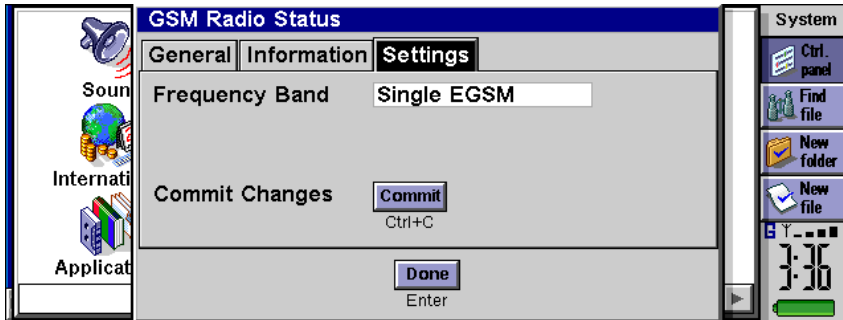 GSM Radio Status
General Information Settings
Frequency Band Single EGSM
Commit Changes Commit
Ctrl+C
Done
Enter
Soun
Internati
Applicat
System
Ctrl.
panel
Find
file
New
folder
New
file
G
3:36